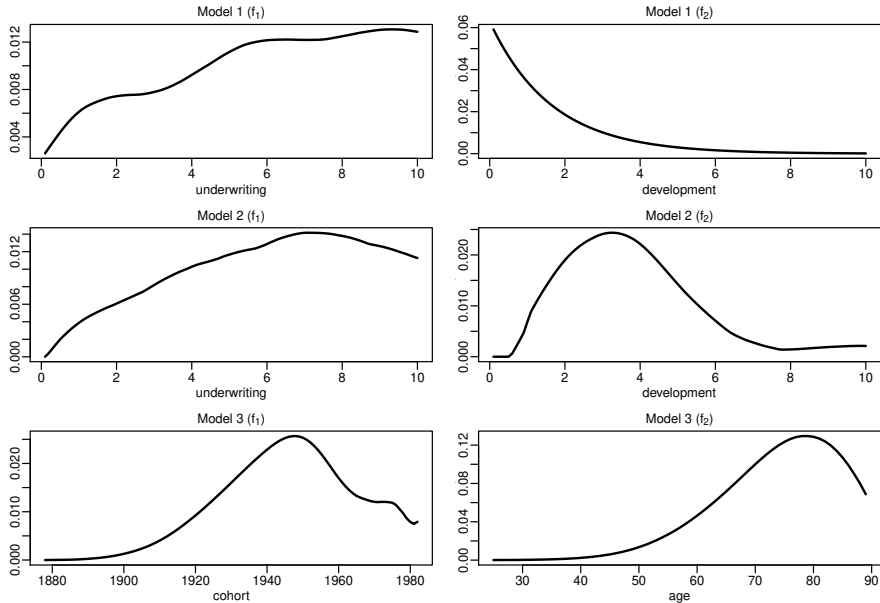 Model 1 (f₁)
0.004 0.008 0.012
0 2 4 6 8 10
underwriting
Model 1 (f₂)
0.00 0.02 0.04 0.06
0 2 4 6 8 10
development
Model 2 (f₁)
0.000 0.006 0.012
0 2 4 6 8 10
underwriting
Model 2 (f₂)
0.000 0.010 0.020
0 2 4 6 8 10
development
Model 3 (f₁)
0.000 0.010 0.020
1880 1900 1920 1940 1960 1980
cohort
Model 3 (f₂)
0.00 0.04 0.08 0.12
30 40 50 60 70 80 90
age